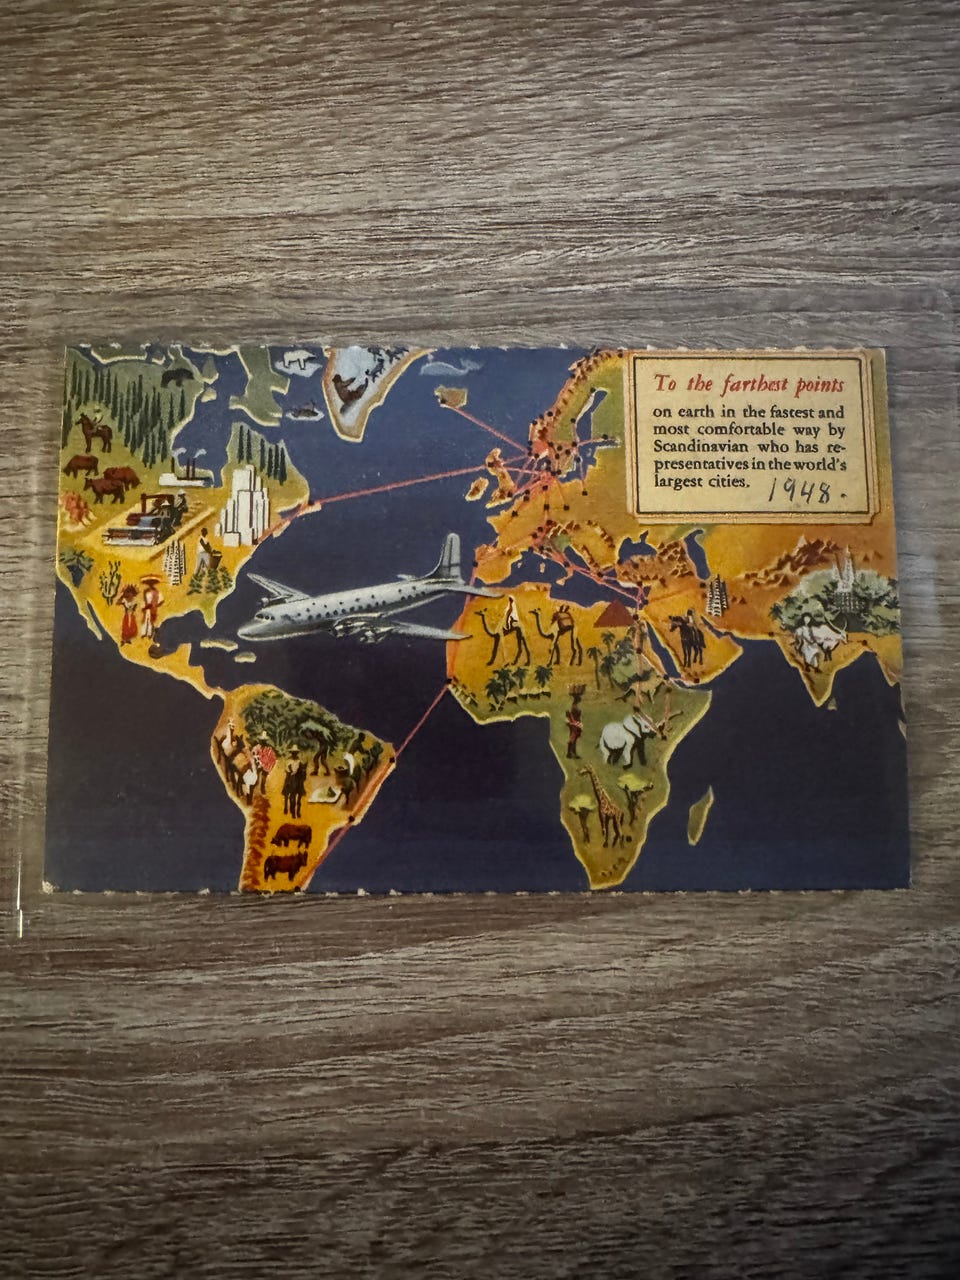 To the farthest points
on earth in the fastest and
most comfortable way by
Scandinavian who has re-
presentatives in the world's
largest cities. 1948.